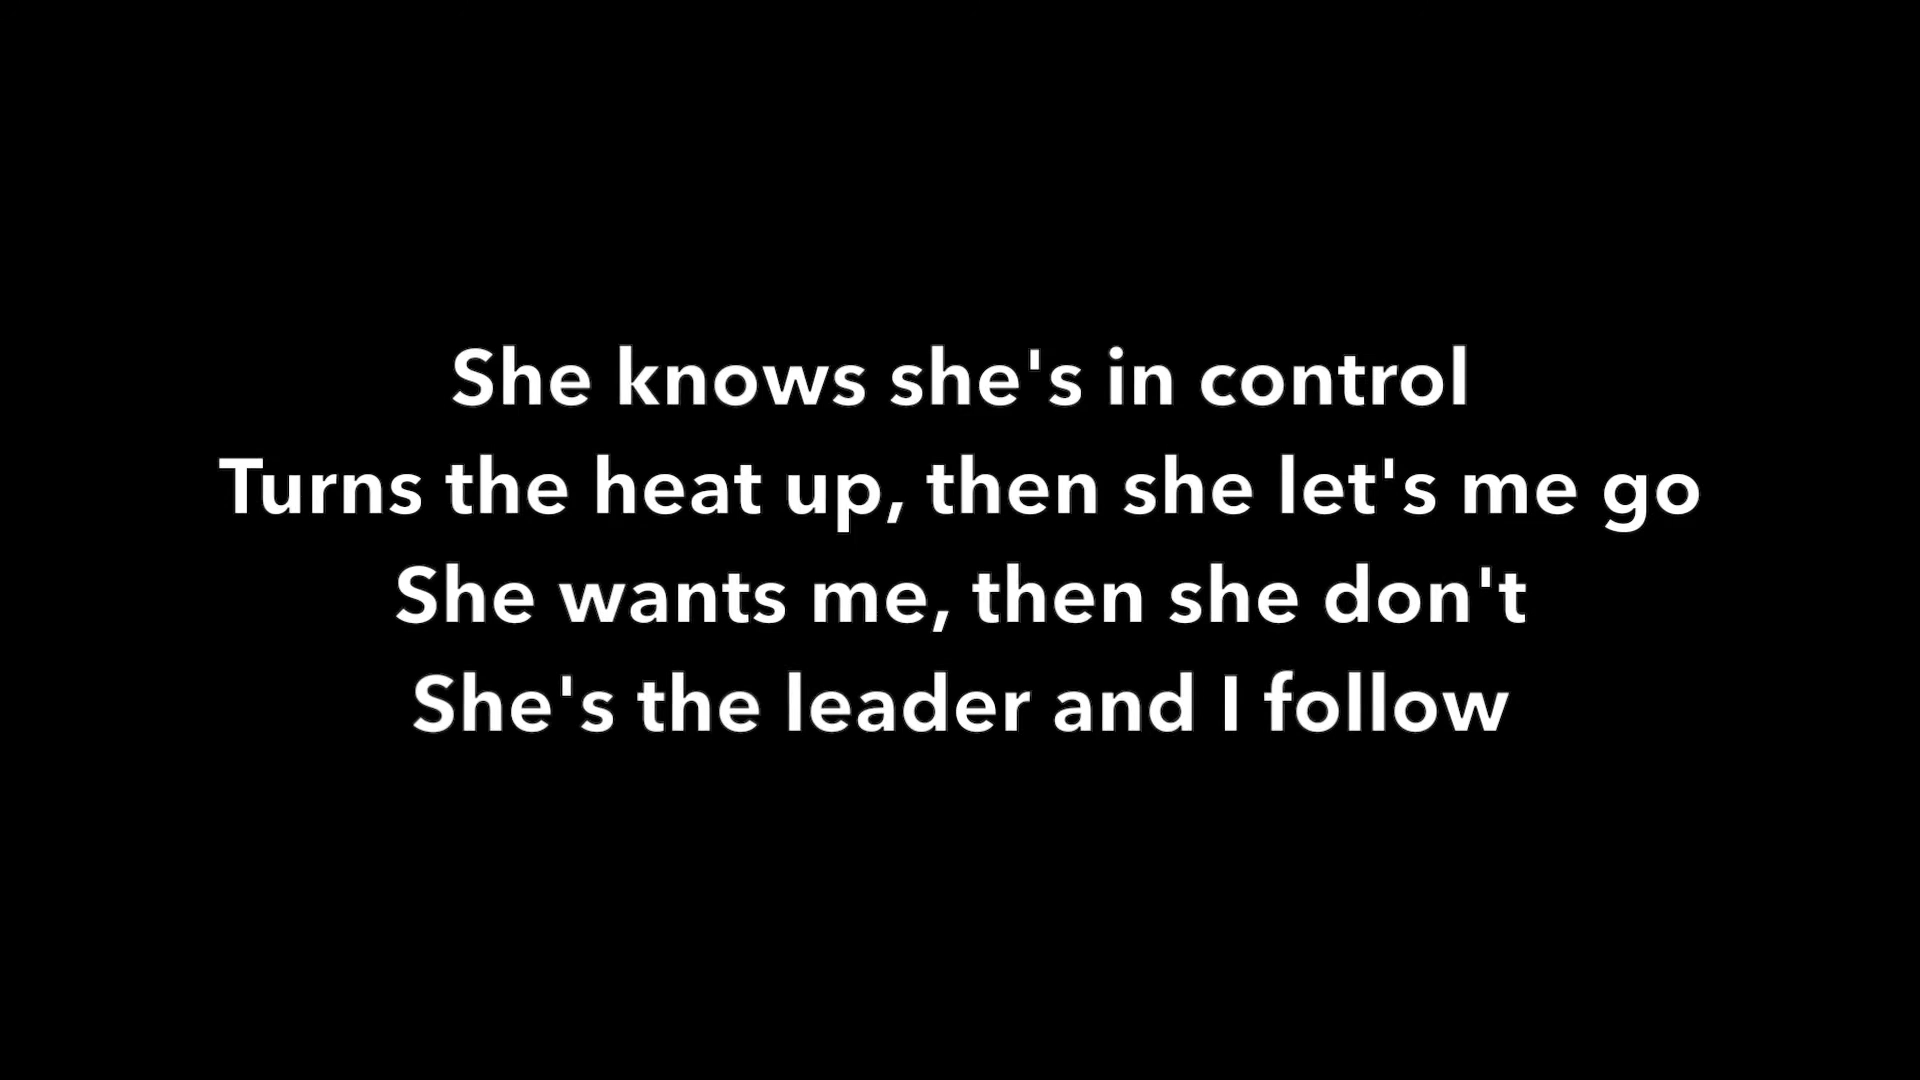 She knows she's in control
Turns the heat up, then she let's me go
She wants me, then she don't
She's the leader and I follow